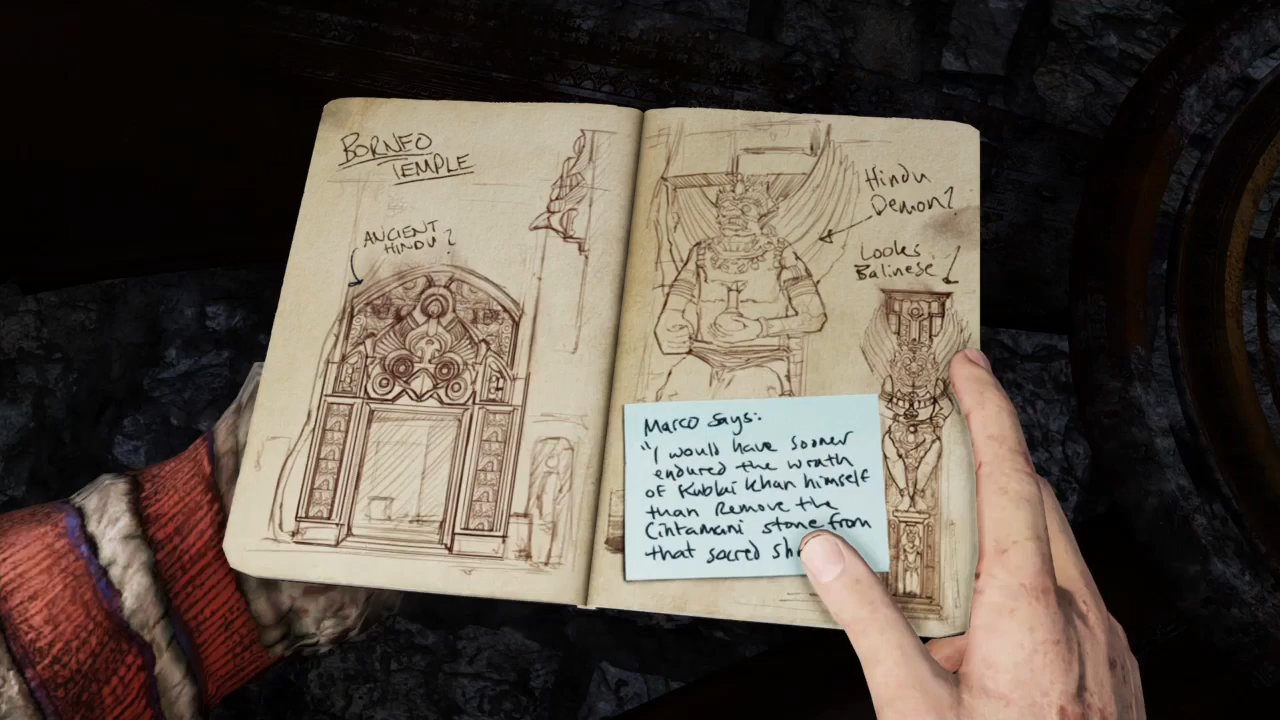 BORNEO
TEMPLE
ANCIENT
HINDU?
Hindu
Demon?
Looks
Balinese
Marco says:
"I would have sooner
endured the wrath
of Kublai Khan himself
than Remove the
Cintamani stone from
that sacred